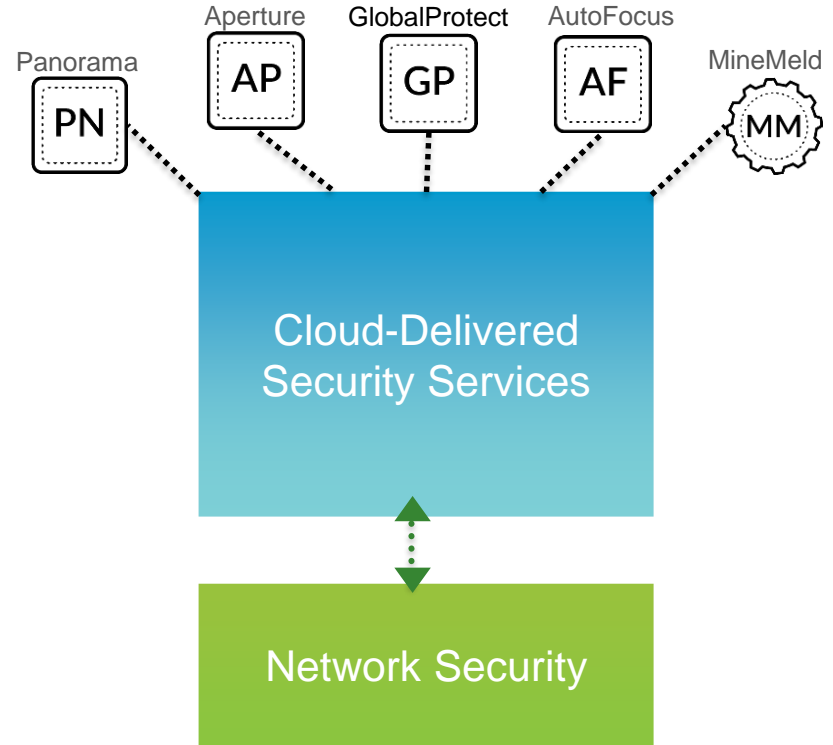 Panorama
PN
Aperture
AP
GlobalProtect
GP
AutoFocus
AF
MineMeld
MM
Cloud-Delivered
Security Services
Network Security